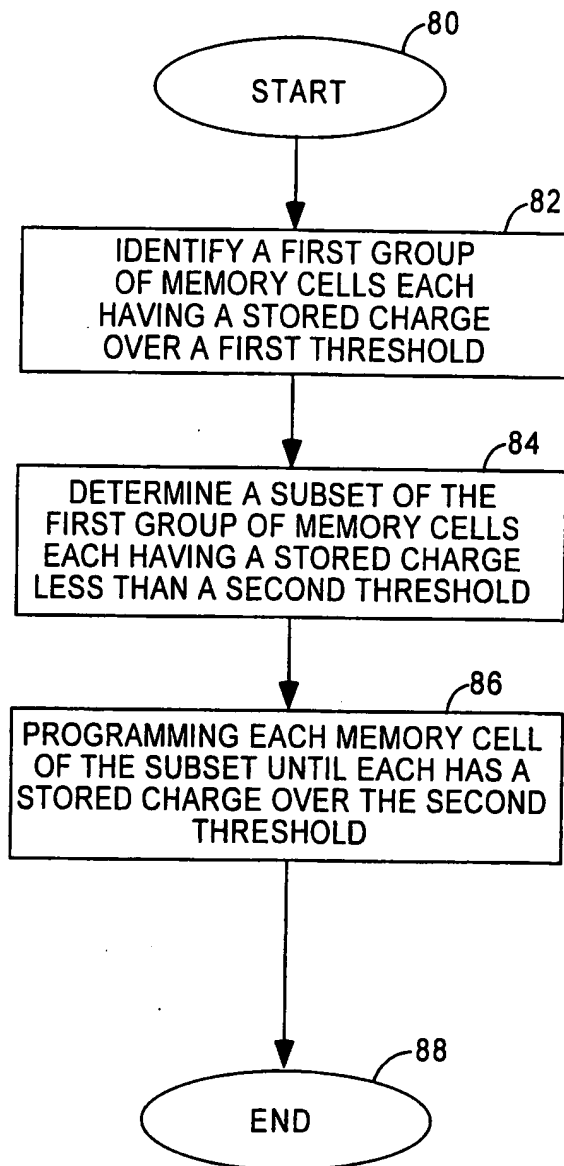 80
START
82
IDENTIFY A FIRST GROUP
OF MEMORY CELLS EACH
HAVING A STORED CHARGE
OVER A FIRST THRESHOLD
84
DETERMINE A SUBSET OF THE
FIRST GROUP OF MEMORY CELLS
EACH HAVING A STORED CHARGE
LESS THAN A SECOND THRESHOLD
86
PROGRAMMING EACH MEMORY CELL
OF THE SUBSET UNTIL EACH HAS A
STORED CHARGE OVER THE SECOND
THRESHOLD
88
END